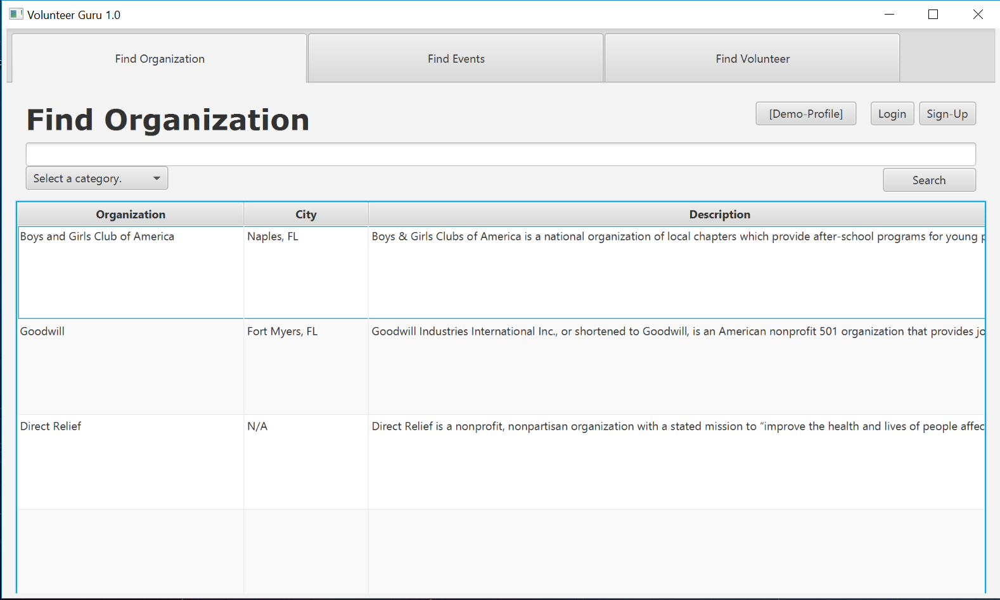 Volunteer Guru 1.0
Find Organization Find Events Find Volunteer
Find Organization
[Demo-Profile] Login Sign-Up
Select a category.
Search
Organization City Description
Boys and Girls Club of America Naples, FL Boys & Girls Clubs of America is a national organization of local chapters which provide after-school programs for young
Goodwill Fort Myers, FL Goodwill Industries International Inc., or shortened to Goodwill, is an American nonprofit 501 organization that provides jo
Direct Relief N/A Direct Relief is a nonprofit, nonpartisan organization with a stated mission to “improve the health and lives of people affec